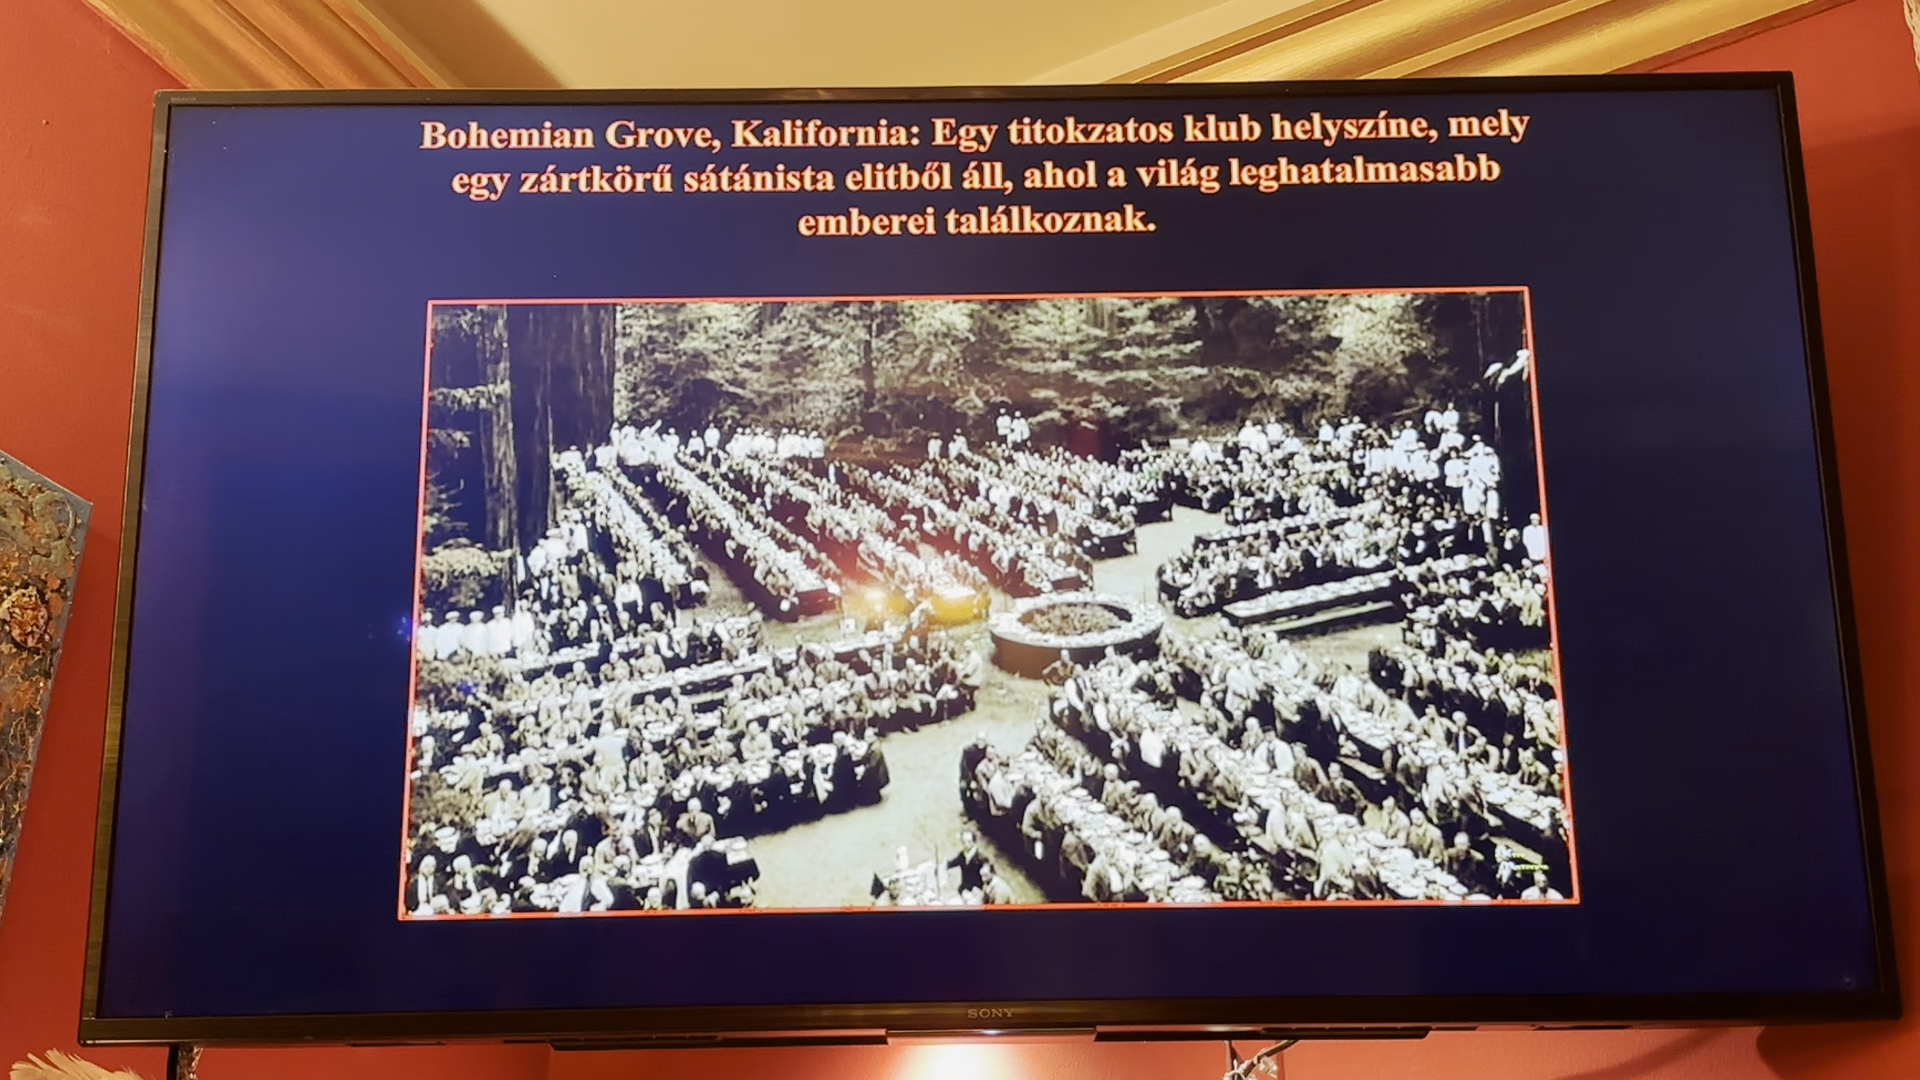 Bohemian Grove, Kalifornia: Egy titokzatos klub helyszíne, mely
egy zártkörű sátánista elitből áll, ahol a világ leghatalmasabb
emberei találkoznak.
SONY